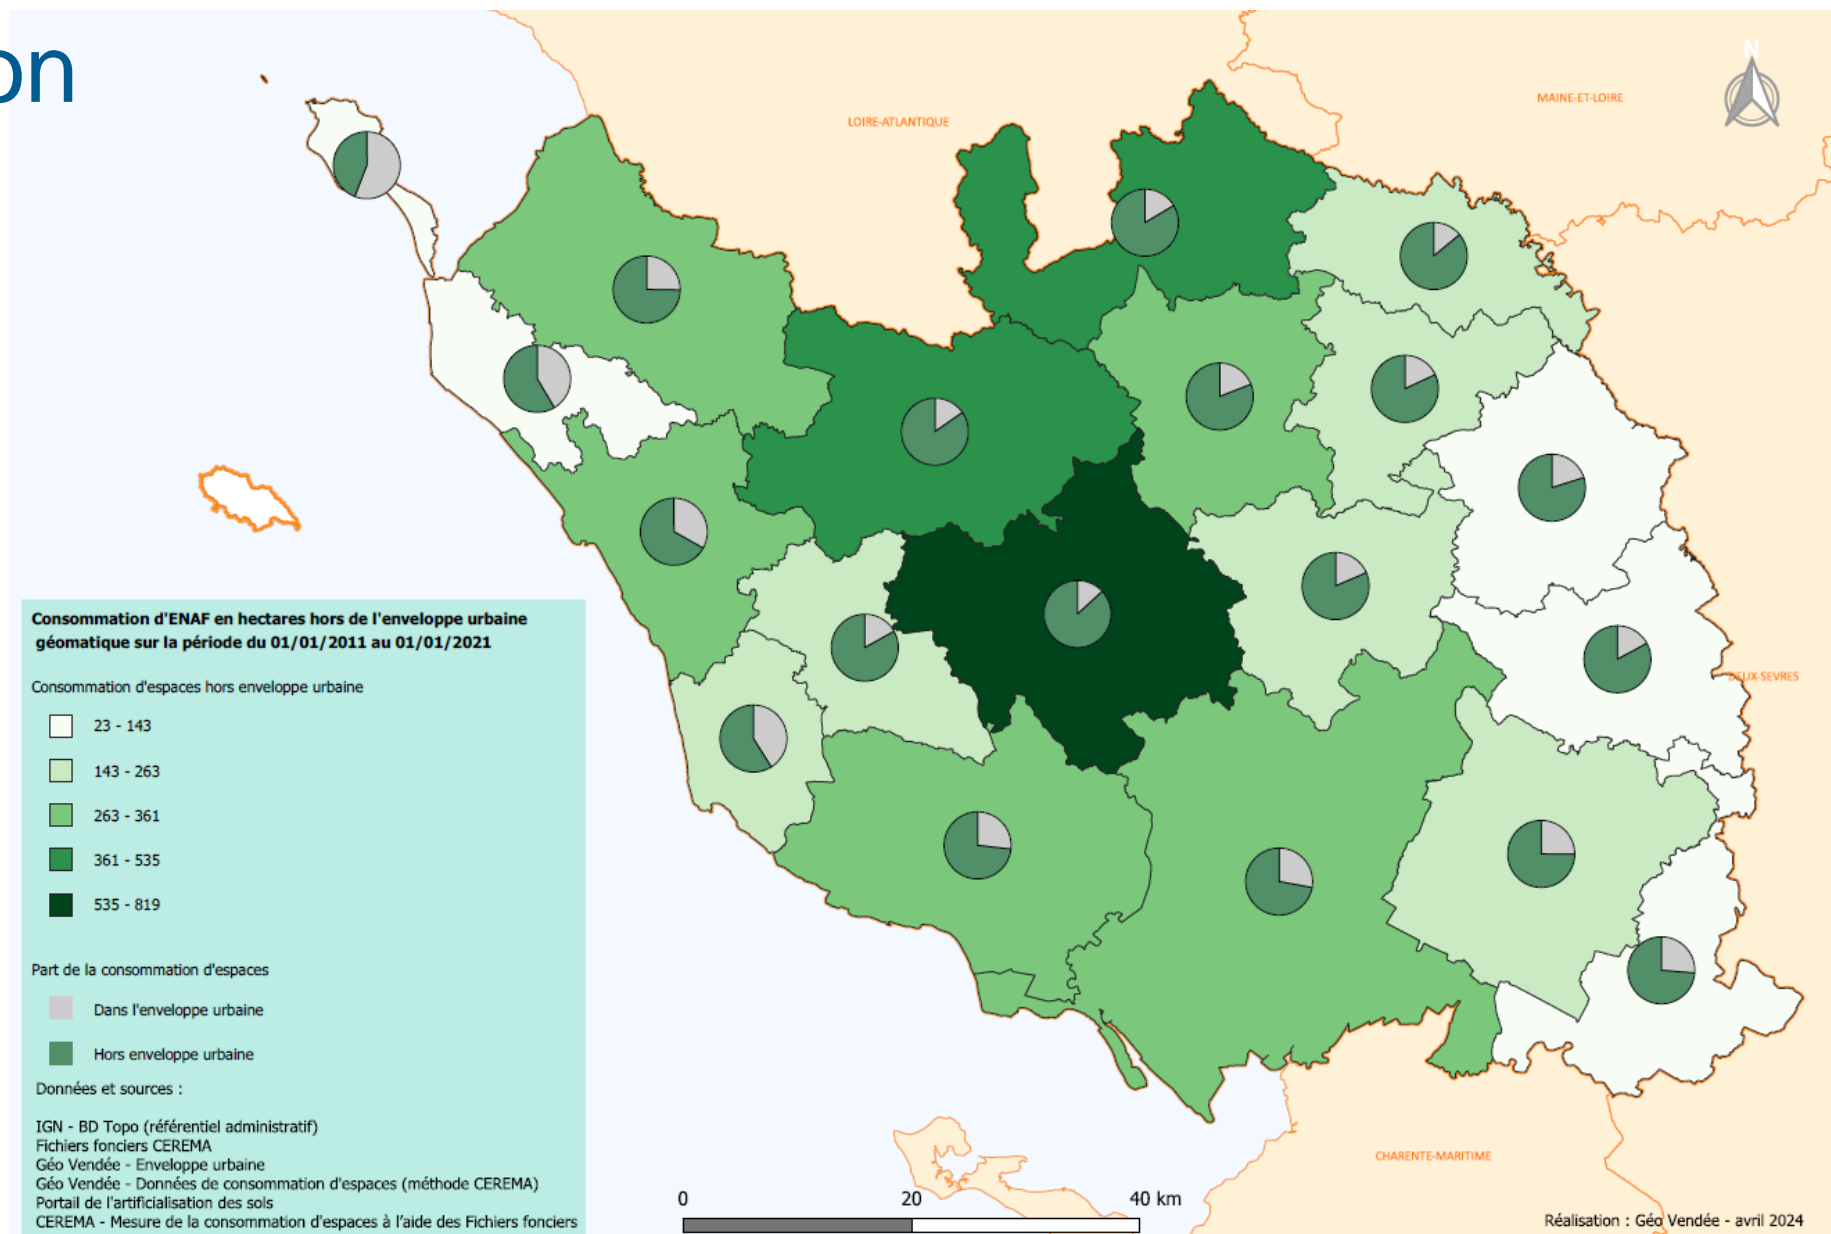 on
N
MAINE-ET-LOIRE
LOIRE-ATLANTIQUE
DEUX-SEVRES
CHARENTE-MARITIME
Consommation d'ENAF en hectares hors de l'enveloppe urbaine
géomatique sur la période du 01/01/2011 au 01/01/2021
Consommation d'espaces hors enveloppe urbaine
23 - 143
143 - 263
263 - 361
361 - 535
535 - 819
Part de la consommation d'espaces
Dans l'enveloppe urbaine
Hors enveloppe urbaine
Données et sources :
IGN - BD Topo (référentiel administratif)
Fichiers fonciers CEREMA
Géo Vendée - Enveloppe urbaine
Géo Vendée - Données de consommation d'espaces (méthode CEREMA)
Portail de l'artificialisation des sols
CEREMA - Mesure de la consommation d'espaces à l'aide des Fichiers fonciers
0 20 40 km
Réalisation : Géo Vendée - avril 2024